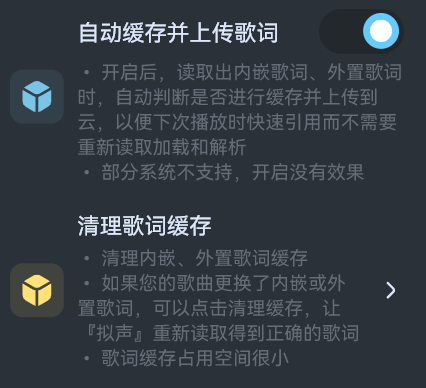 自动缓存并上传歌词
• 开启后，读取出内嵌歌词、外置歌词
时，自动判断是否进行缓存并上传到
云，以便下次播放时快速引用而不需要
重新读取加载和解析
• 部分系统不支持，开启没有效果
清理歌词缓存
• 清理内嵌、外置歌词缓存
• 如果您的歌曲更换了内嵌或外
置歌词，可以点击清理缓存，让
『拟声』重新读取得到正确的歌词
• 歌词缓存占用空间很小